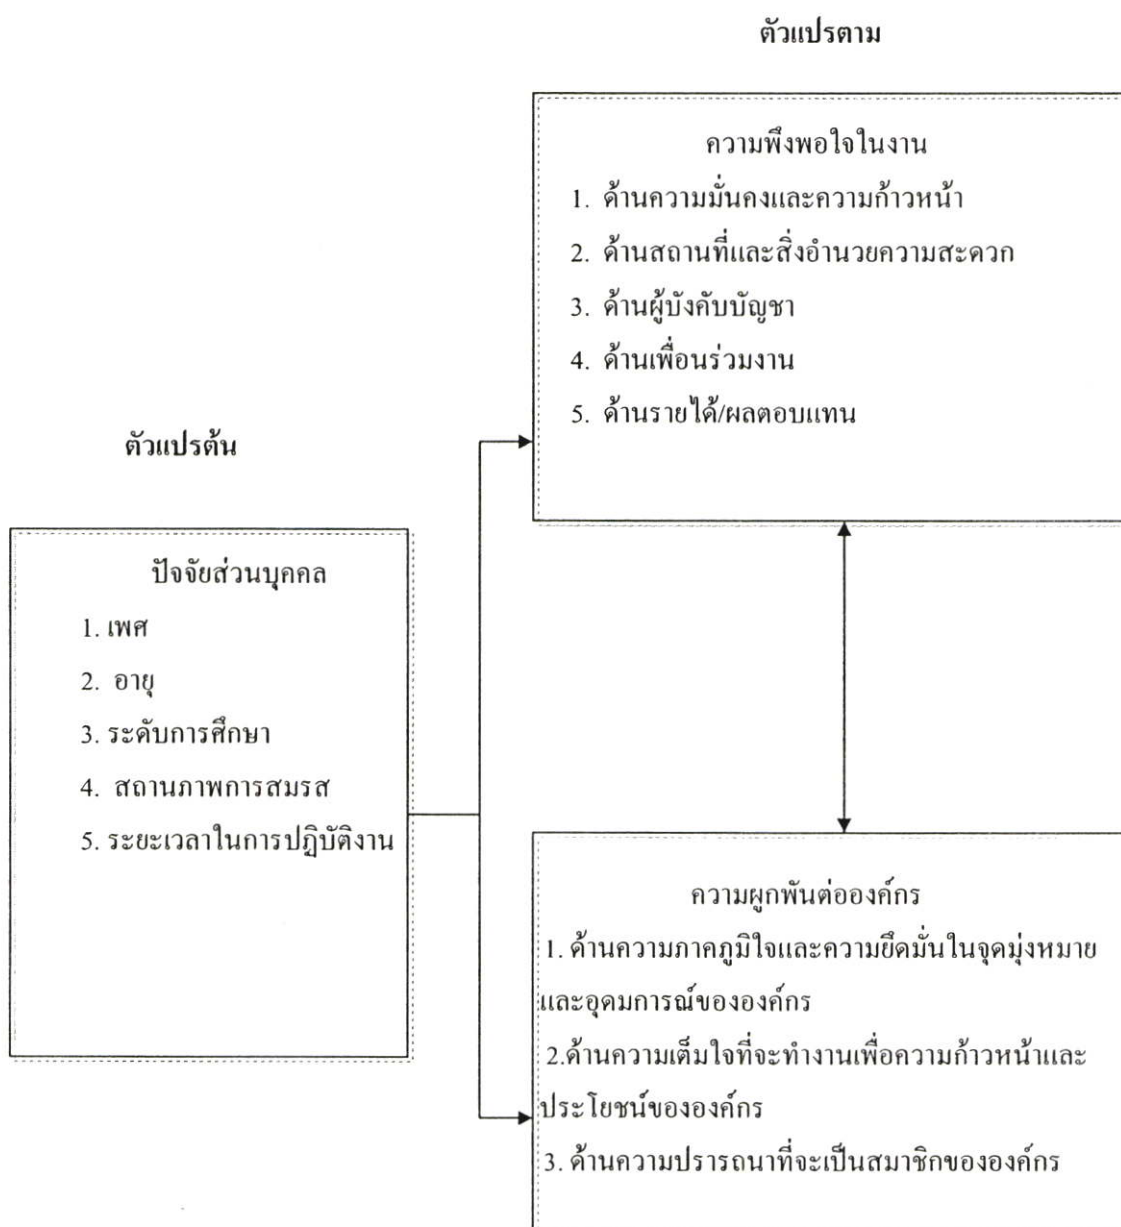 ตัวแปรตาม
ความพึงพอใจในงาน
1. ด้านความมั่นคงและความก้าวหน้า
2. ด้านสถานที่และสิ่งอำนวยความสะดวก
3. ด้านผู้บังคับบัญชา
4. ด้านเพื่อนร่วมงาน
5. ด้านรายได้/ผลตอบแทน
ตัวแปรต้น
ปัจจัยส่วนบุคคล
1. เพศ
2. อายุ
3. ระดับการศึกษา
4. สถานภาพการสมรส
5. ระยะเวลาในการปฏิบัติงาน
ความผูกพันต่อองค์กร
1. ด้านความภาคภูมิใจและความยึดมั่นในจุดมุ่งหมาย
และอุดมการณ์ขององค์กร
2.ด้านความเต็มใจที่จะทำงานเพื่อความก้าวหน้าและ
ประโยชน์ขององค์กร
3. ด้านความปรารถนาที่จะเป็นสมาชิกขององค์กร